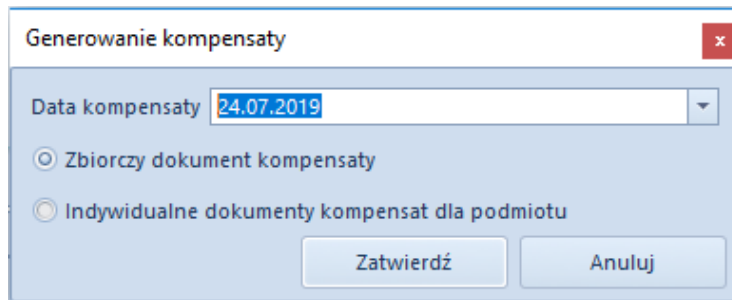 Generowanie kompensaty
x
Data kompensaty 24.07.2019
Zbiorczy dokument kompensaty
Indywidualne dokumenty kompensat dla podmiotu
Zatwierdź Anuluj